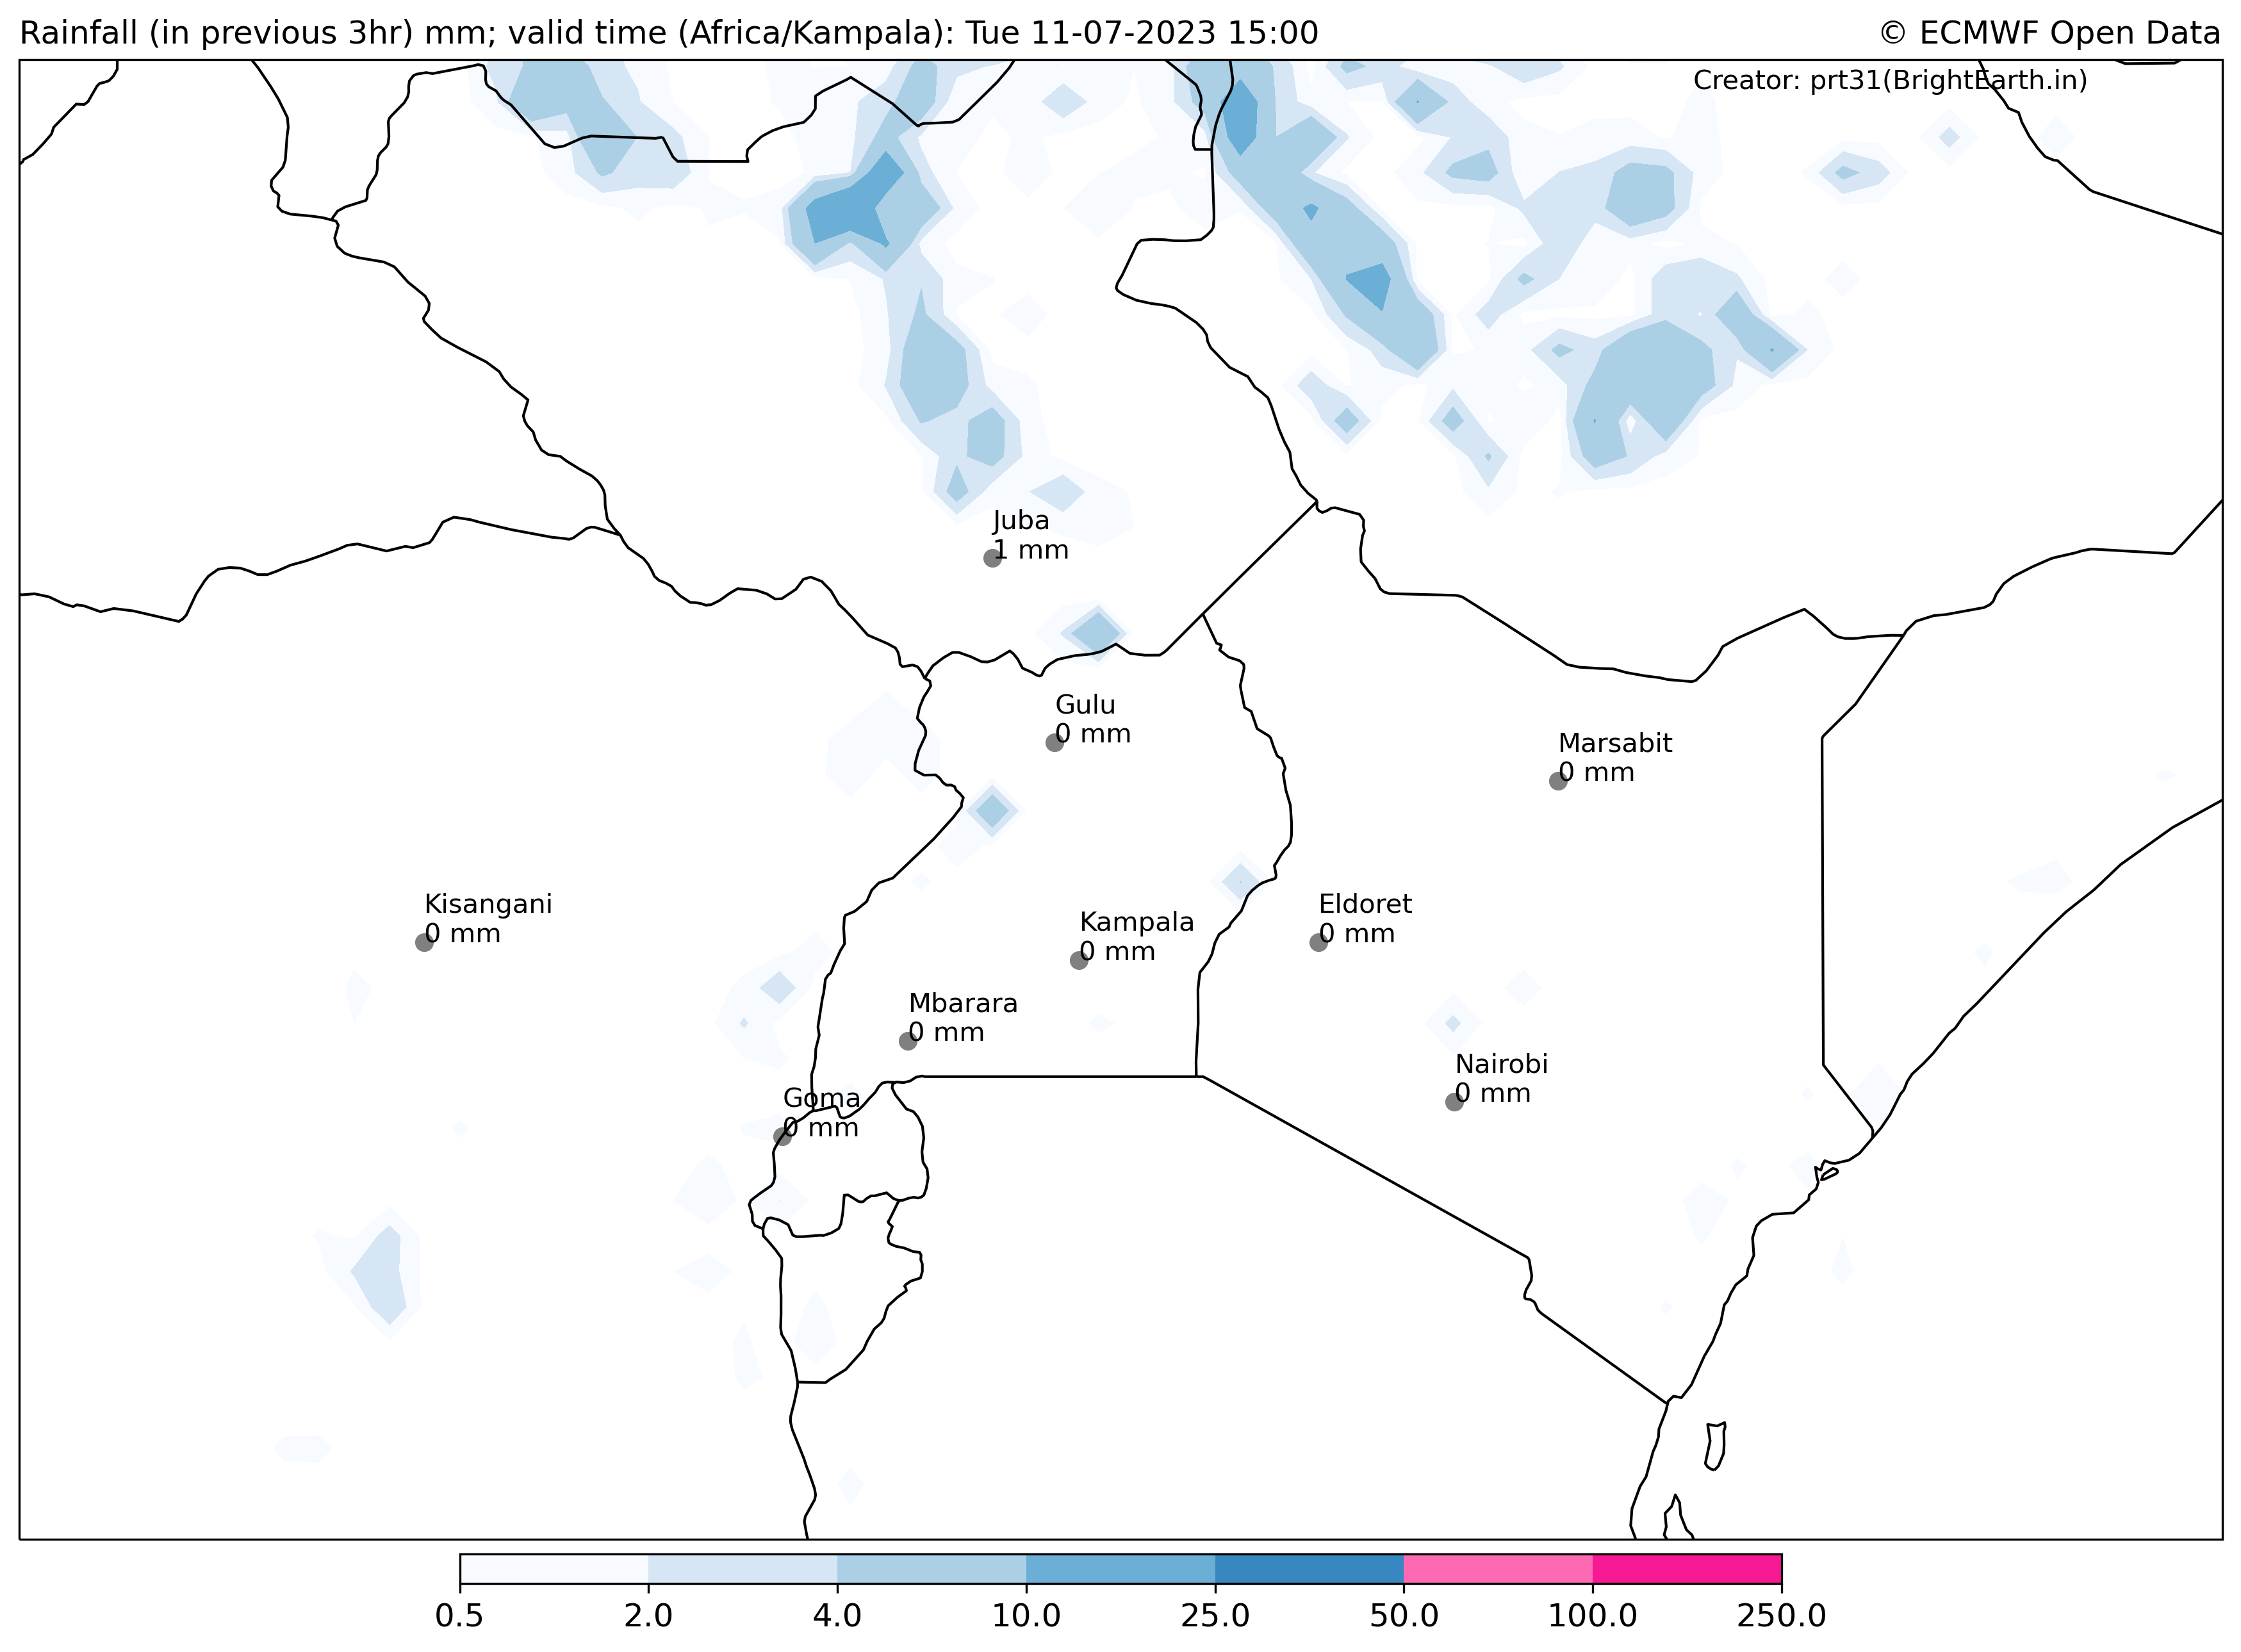 Rainfall (in previous 3hr) mm; valid time (Africa/Kampala): Tue 11-07-2023 15:00
© ECMWF Open Data
Creator: prt31(BrightEarth.in)
Juba
1 mm
Gulu
0 mm
Marsabit
0 mm
Kisangani
0 mm
Kampala
0 mm
Eldoret
0 mm
Mbarara
0 mm
Nairobi
0 mm
Goma
0 mm
0.5 2.0 4.0 10.0 25.0 50.0 100.0 250.0